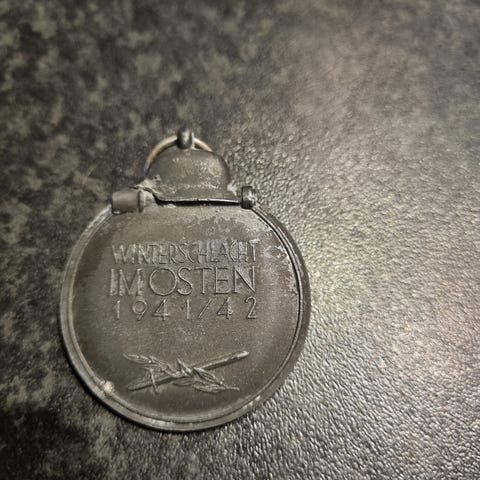 WINTERSCHLACHT
IM OSTEN
1941/42